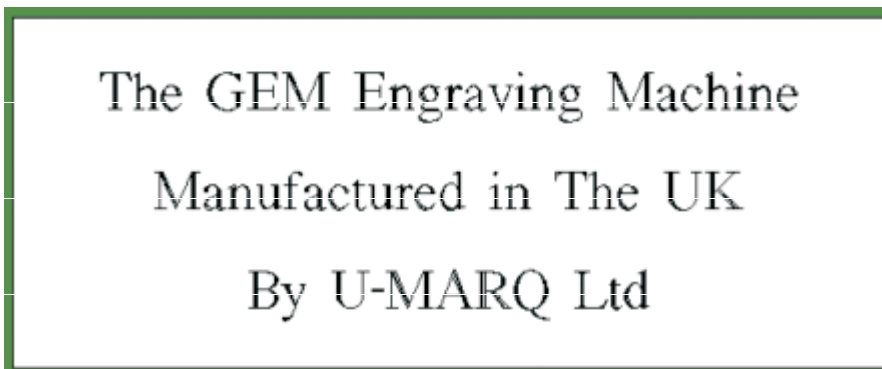 The GEM Engraving Machine
Manufactured in The UK
By U-MARQ Ltd